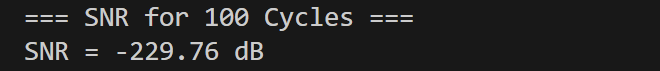 === SNR for 100 Cycles ===
SNR = -229.76 dB